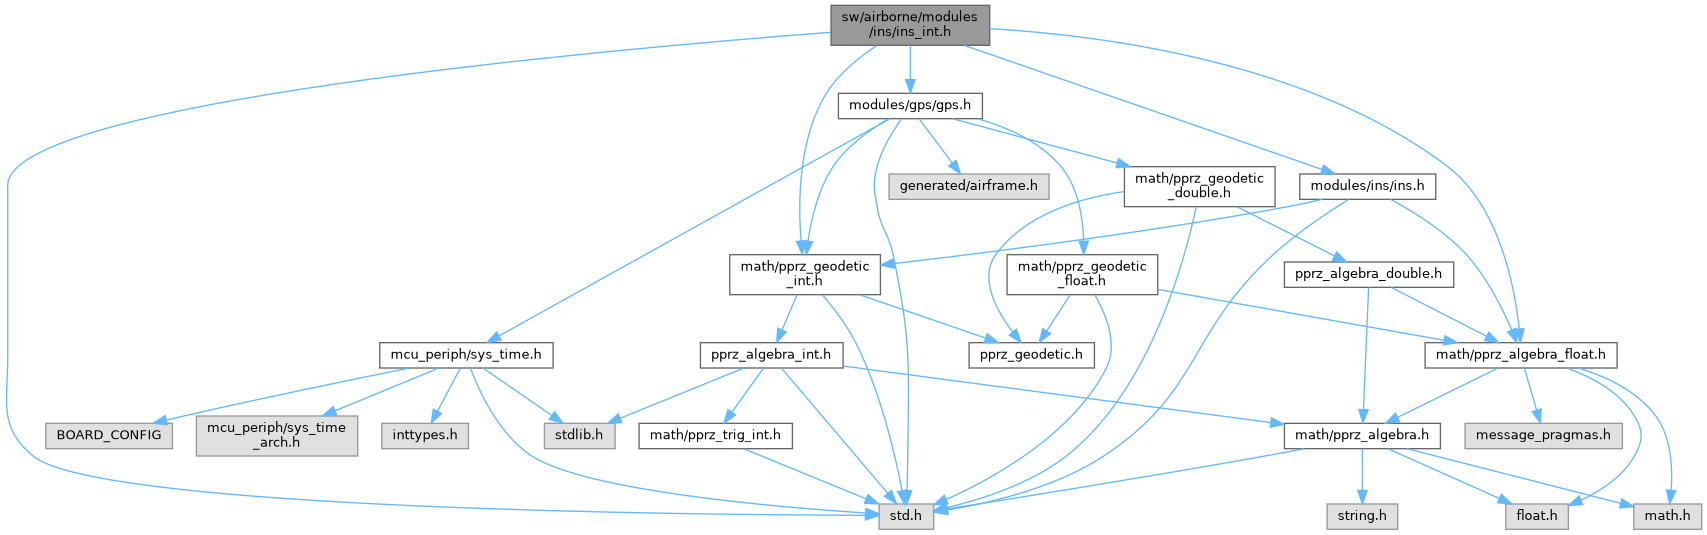 sw/airborne/modules
/ins/ins_int.h
modules/gps/gps.h
generated/airframe.h
math/pprz_geodetic
_double.h
modules/ins/ins.h
math/pprz_geodetic
_int.h
math/pprz_geodetic
_float.h
pprz_algebra_double.h
mcu_periph/sys_time.h
pprz_algebra_int.h
pprz_geodetic.h
math/pprz_algebra_float.h
BOARD_CONFIG
mcu_periph/sys_time
_arch.h
inttypes.h
stdlib.h
math/pprz_trig_int.h
math/pprz_algebra.h
message_pragmas.h
std.h
string.h
float.h
math.h